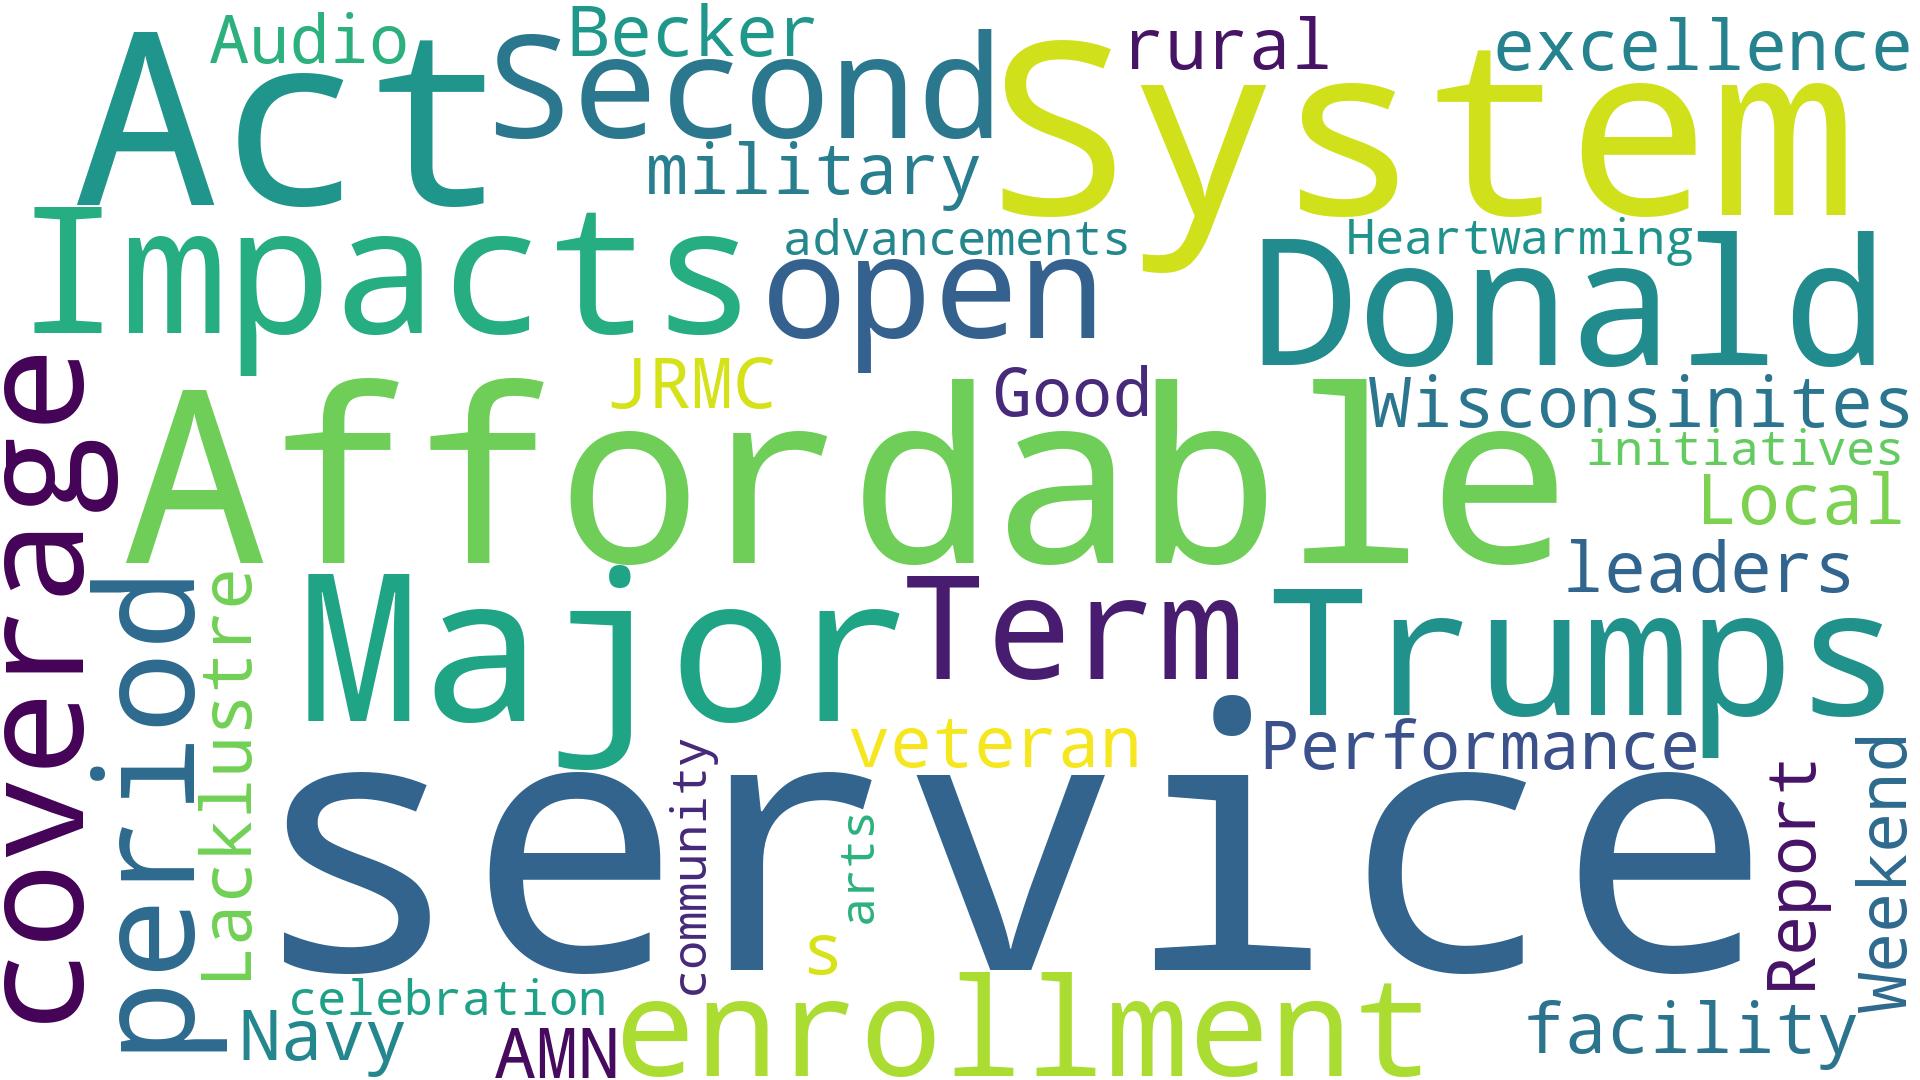 Audio
Becker
rural
excellence
Act
Second
System
military
Impacts
advancements
Heartwarming
open
Donald
coverage
JRMC
Good
Wisconsinites
Affordable
initiatives
Local
leaders
period
Lacklustre
Major
Term
Trumps
veteran
Performance
service
community
arts
s
Report
Weekend
celebration
Navy
AMN
enrollment
facility